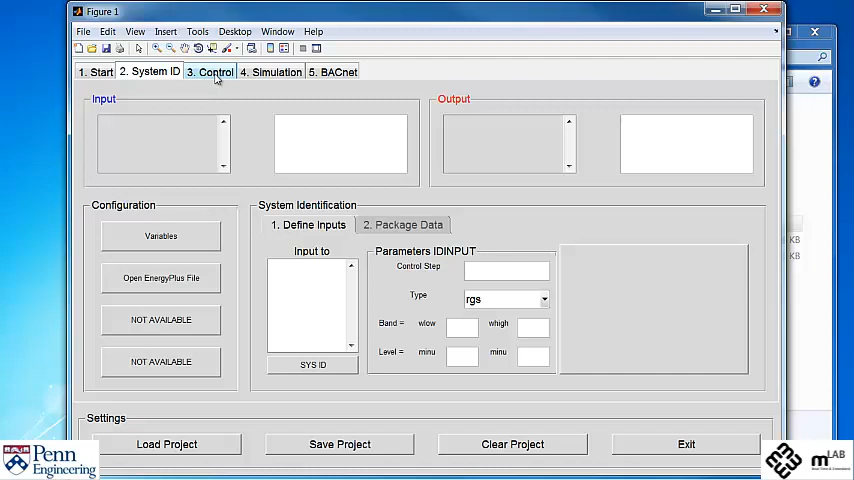 Figure 1
File Edit View Insert Tools Desktop Window Help
1. Start 2. System ID 3. Control 4. Simulation 5. BACnet
Input
Output
Configuration
Variables
Open EnergyPlus File
NOT AVAILABLE
NOT AVAILABLE
System Identification
1. Define Inputs 2. Package Data
Input to
SYS ID
Parameters IDINPUT
Control Step
Type rgs
Band = wlow whigh
Level = minu minu
KB
KB
Settings
Load Project Save Project Clear Project Exit
Penn
Engineering
mLAB